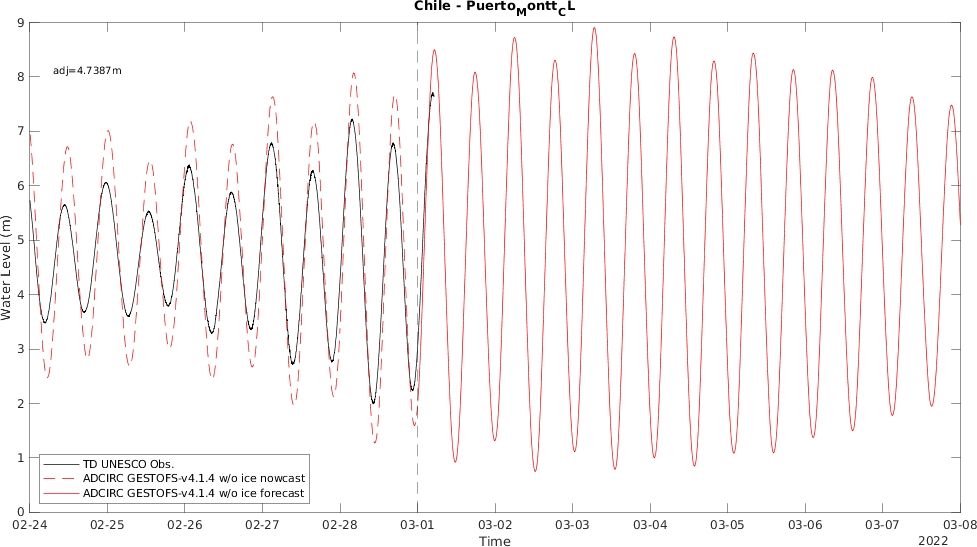 Chile - Puerto_Montt_CL
9
8
7
6
5
4
3
2
1
0
Water Level (m)
adj=4.7387m
TD UNESCO Obs.
ADCIRC GESTOFS-v4.1.4 w/o ice nowcast
ADCIRC GESTOFS-v4.1.4 w/o ice forecast
02-24 02-25 02-26 02-27 02-28 03-01 03-02 03-03 03-04 03-05 03-06 03-07 03-08
Time
2022